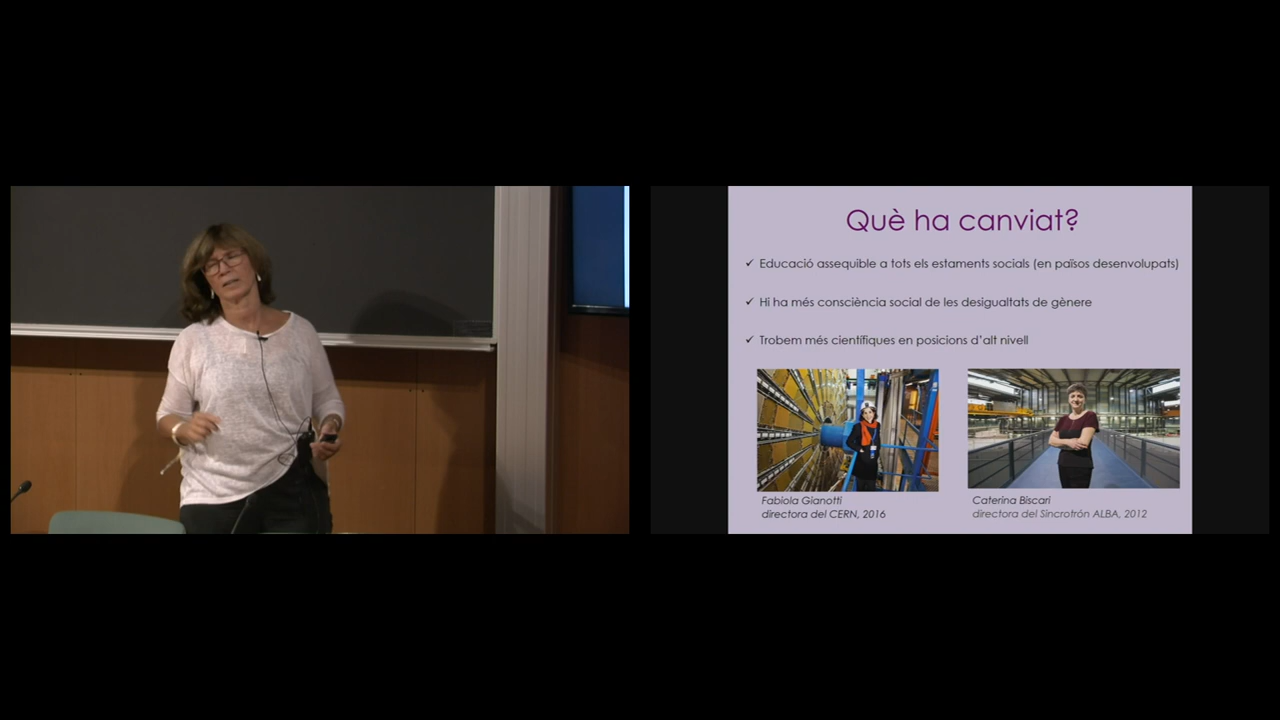 Què ha canviat?
✓ Educació assequible a tots els estaments socials (en països desenvolupats)
✓ Hi ha més consciència social de les desigualtats de gènere
✓ Trobem més científiques en posicions d'alt nivell
Fabiola Gianotti
directora del CERN, 2016
Caterina Biscari
directora del Sincrotrón ALBA, 2012